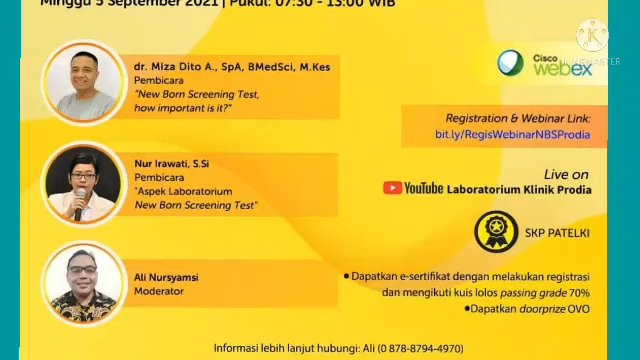 Minggu 5 September 2021 | Pukul: 07:30 - 13:00 WIB
dr. Miza Dito A., SpA, BMedSci, M.Kes
Pembicara
"New Born Screening Test,
how important is it?"
Nur Irawati, S.Si
Pembicara
"Aspek Laboratorium
New Born Screening Test"
Ali Nursyamsi
Moderator
Cisco
webex
Registration & Webinar Link:
bit.ly/RegisWebinarNBSProdia
Live on
YouTube Laboratorium Klinik Prodia
SKP PATELKI
• Dapatkan e-sertifikat dengan melakukan registrasi
dan mengikuti kuis lolos passing grade 70%
•Dapatkan doorprize OVO
Informasi lebih lanjut hubungi: Ali (0 878-8794-4970)
K